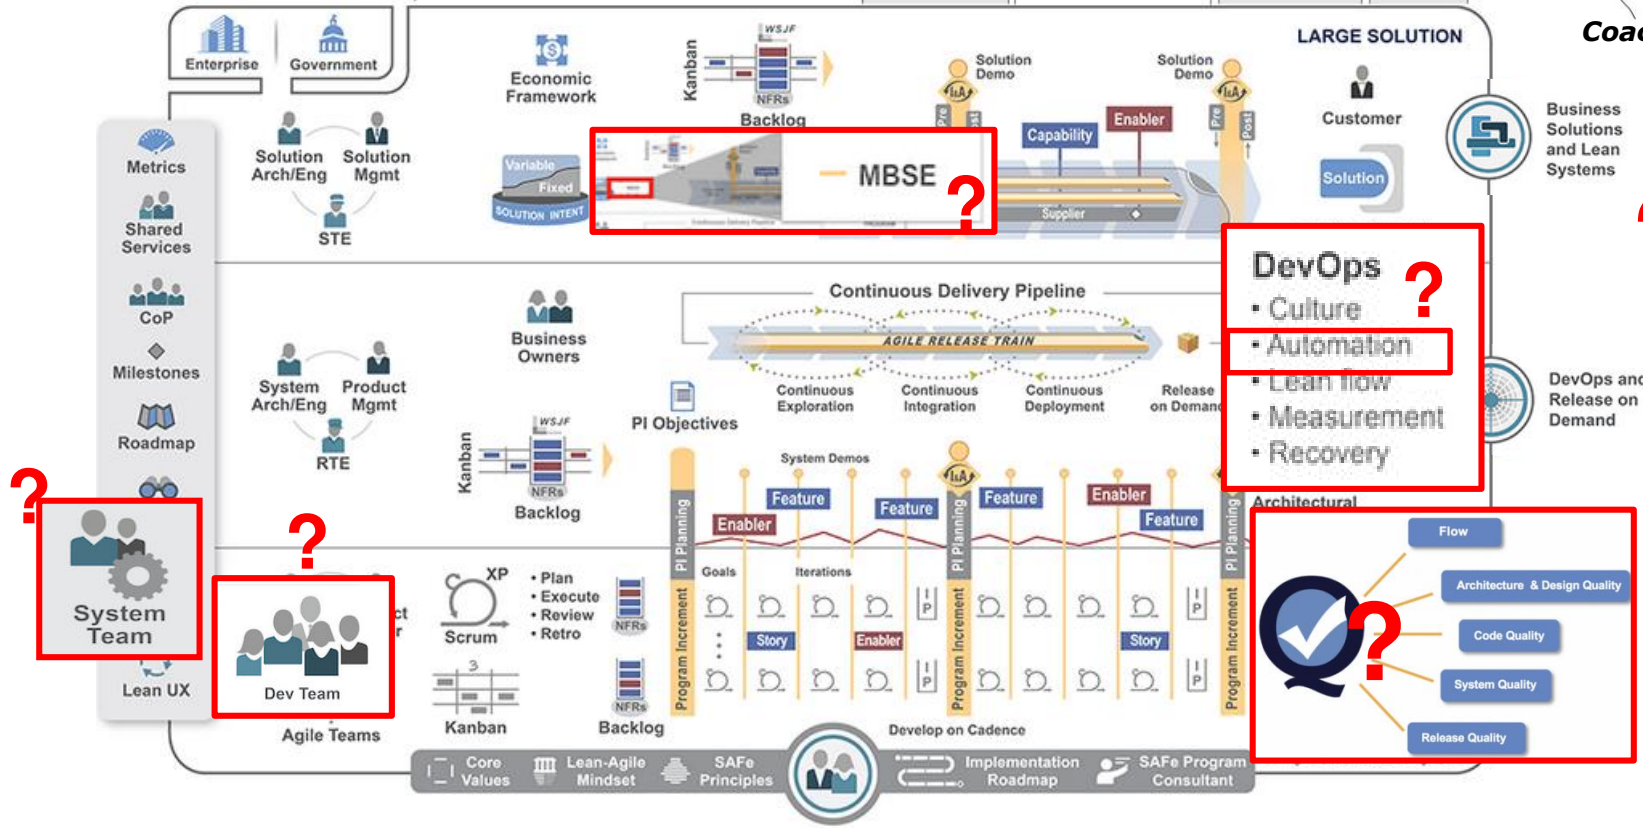 Coac
LARGE SOLUTION
Enterprise
Government
Economic
Framework
Kanban
WSJF
NFRs
Backlog
Solution
Demo
I&A
Pre
Post
Capability
Enabler
Solution
Demo
I&A
Pre
Post
Customer
Business
Solutions
and Lean
Systems
Metrics
Solution
Arch/Eng
Solution
Mgmt
STE
Variable
Fixed
SOLUTION INTENT
MBSE
?
Supplier
Solution
Shared
Services
CoP
Milestones
Roadmap
Business
Owners
Continuous Delivery Pipeline
AGILE RELEASE TRAIN
Continuous
Exploration
Continuous
Integration
Continuous
Deployment
Release
on Demand
DevOps
?
• Culture
• Automation
• Lean flow
• Measurement
• Recovery
DevOps and
Release on
Demand
System
Arch/Eng
Product
Mgmt
RTE
PI Objectives
Kanban
WSJF
NFRs
Backlog
System Demos
Feature
Enabler
Feature
I&A
Feature
Enabler
Feature
Architectural
PI Planning
PI Planning
PI Planning
?
System
Team
Lean UX
?
Dev Team
ct
r
Agile Teams
XP
Scrum
• Plan
• Execute
• Review
• Retro
3
Kanban
NFRs
NFRs
Backlog
Goals
Iterations
Program Increment
Program Increment
Program Increment
Story
Enabler
Story
I P
I P
I P
I P
Develop on Cadence
?
Flow
Architecture & Design Quality
Code Quality
System Quality
Release Quality
Core
Values
Lean-Agile
Mindset
SAFe
Principles
Implementation
Roadmap
SAFe Program
Consultant